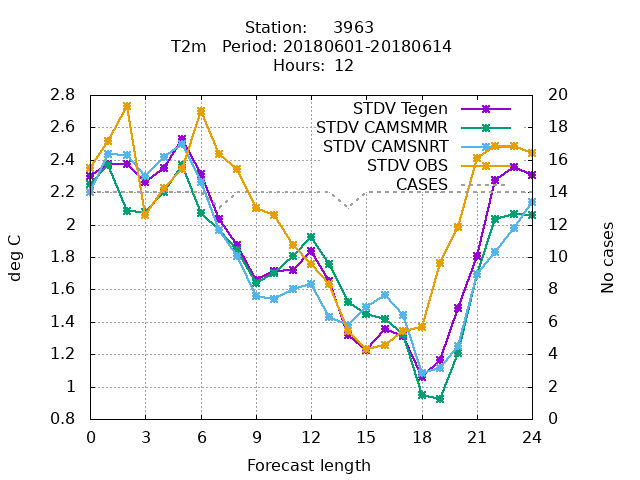 Station: 3963
T2m Period: 20180601-20180614
Hours: 12
2.8
2.6
2.4
2.2
2
1.8
1.6
1.4
1.2
1
0.8
deg C
STDV Tegen
STDV CAMSMMR
STDV CAMSNRT
STDV OBS
CASES
20
18
16
14
12
10
8
6
4
2
0
No cases
0 3 6 9 12 15 18 21 24
Forecast length